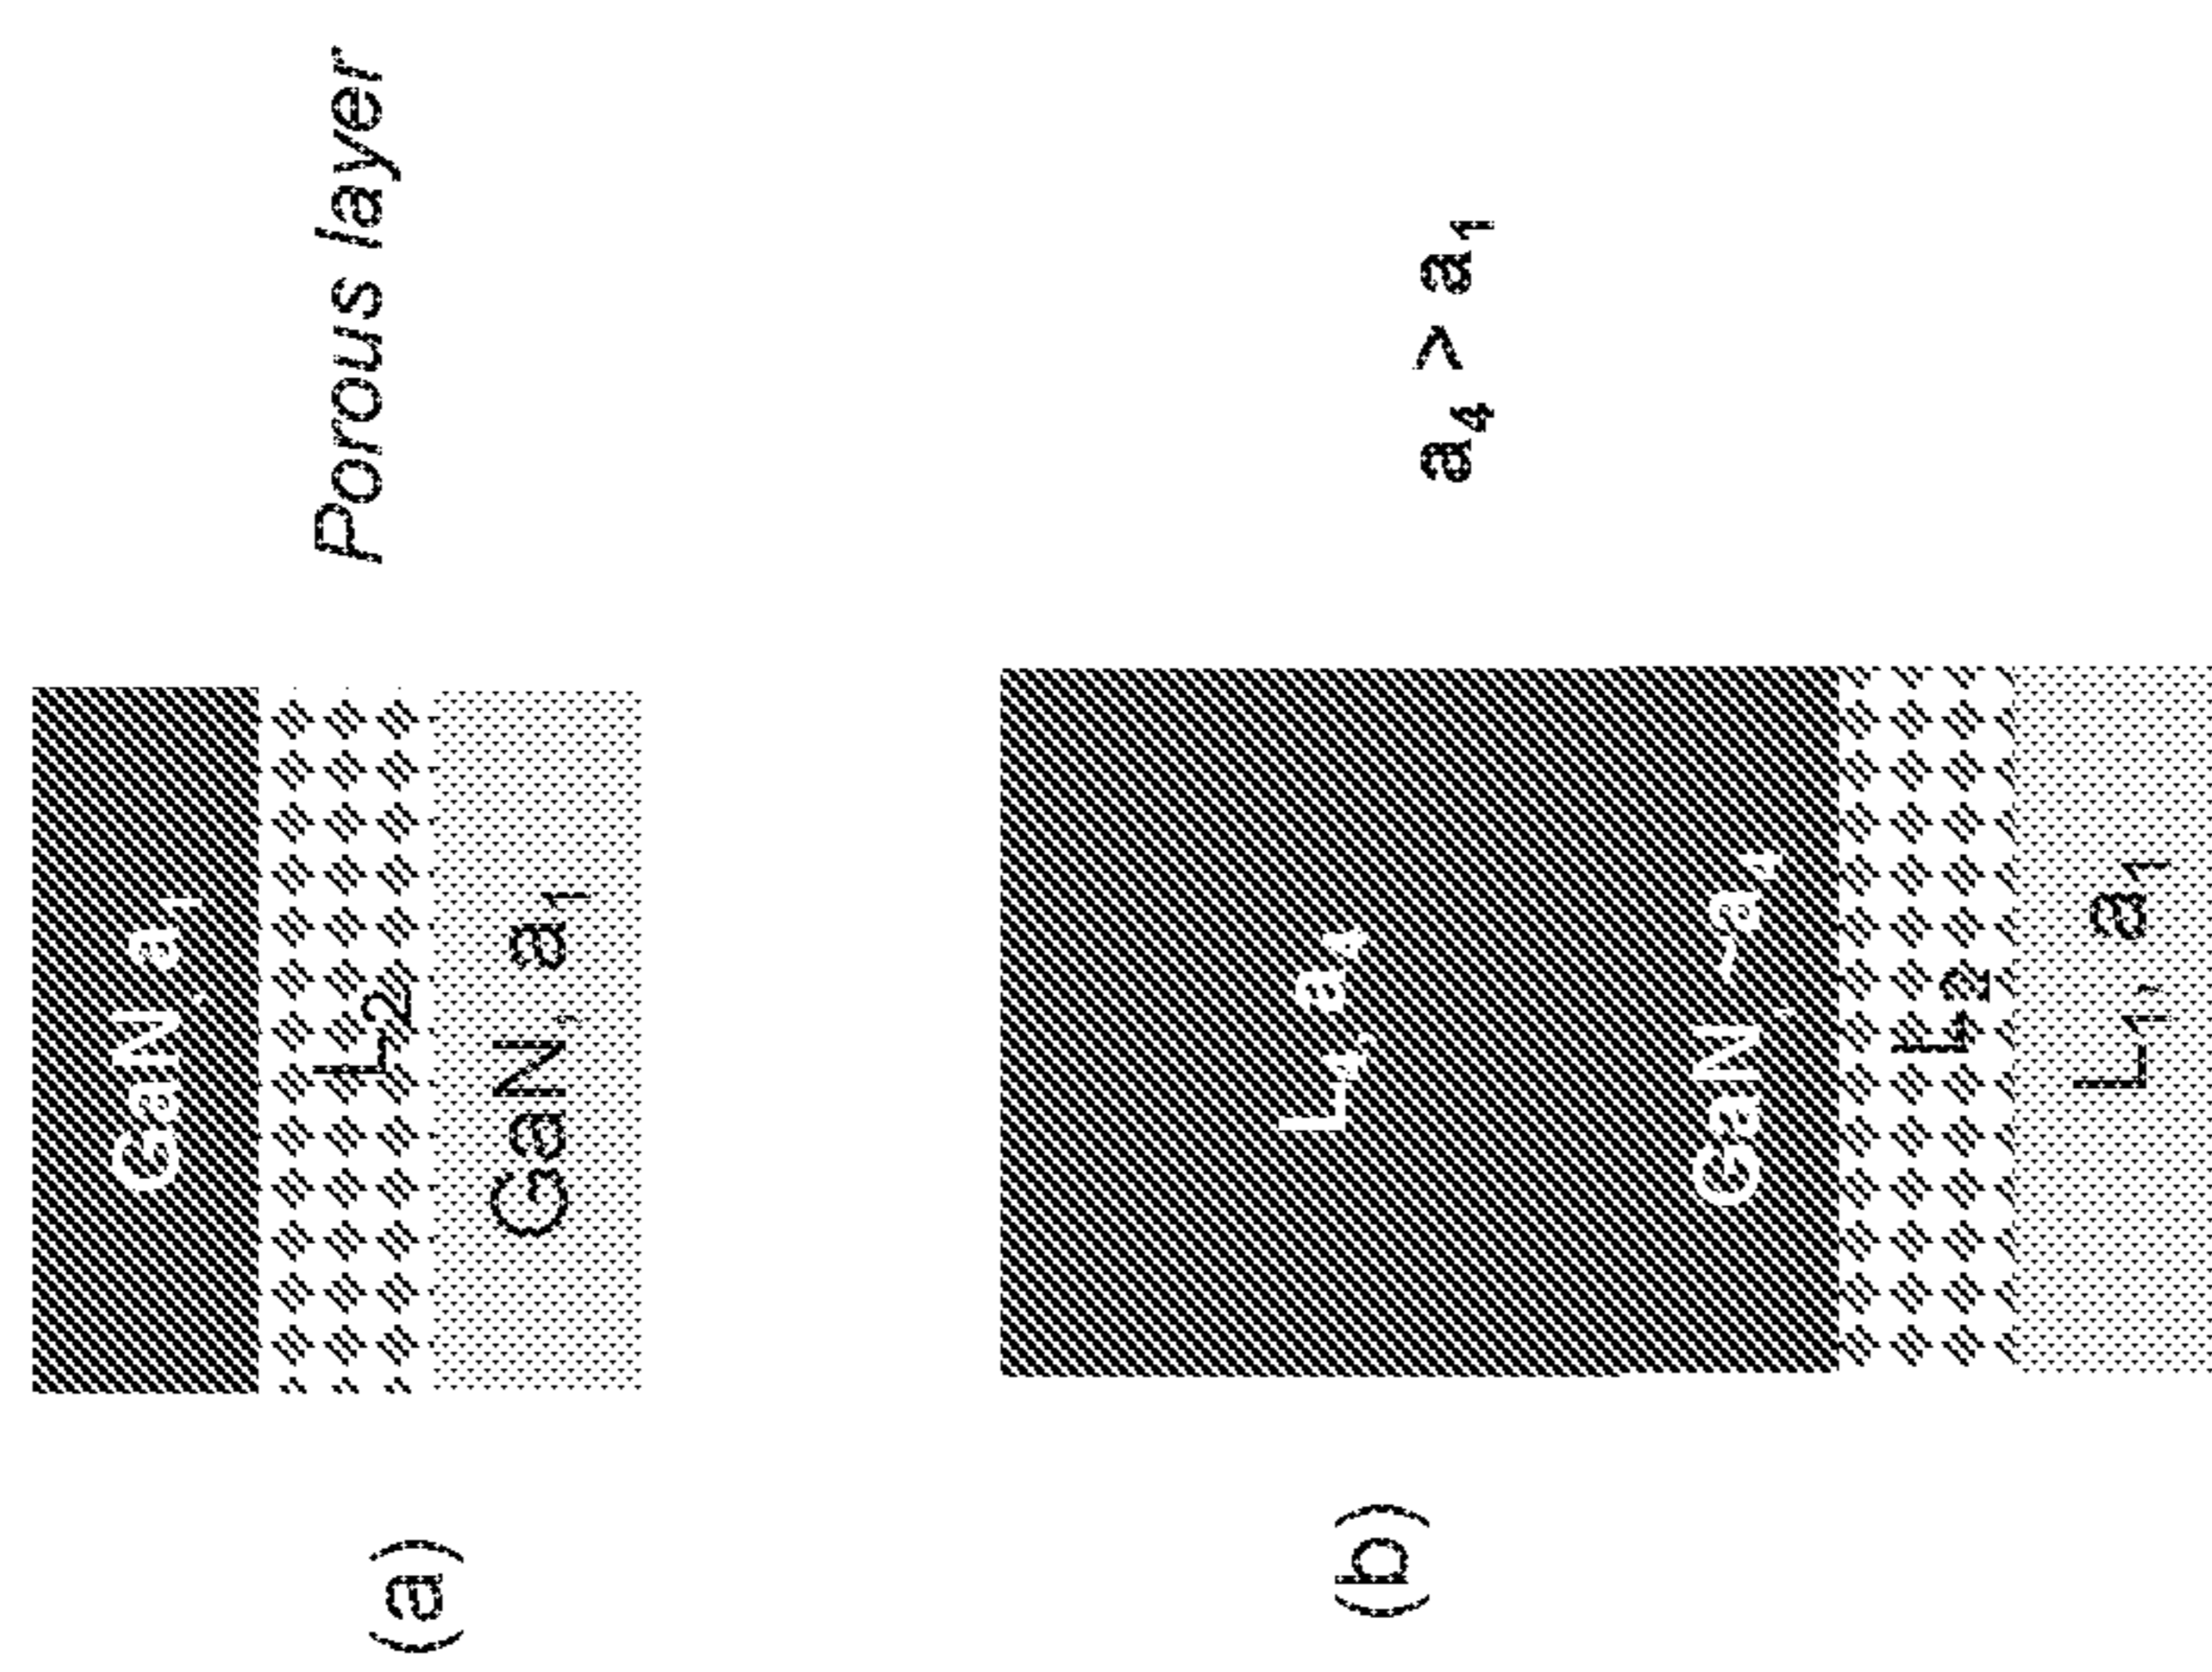 (a)
GaN, a₁
L₂
GaN, a₁
Porous layer
(b)
L₄, a₄
GaN, ~a₄
L₂
L₁, a₁
a₄ > a₁